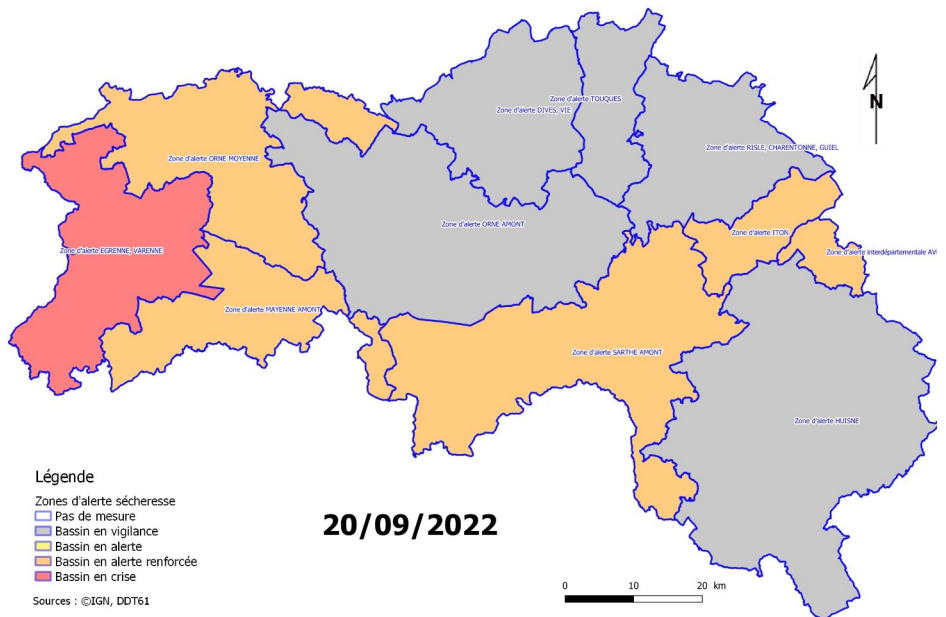 Zone d'alerte TOUQUES
Zone d'alerte DIVES, VIE
N
Zone d'alerte RISLE, CHARENTONNE, GUIEL
Zone d'alerte ORNE MOYENNE
Zone d'alerte ORNE AMONT
Zone d'alerte ITON
Zone d'alerte EGRENNE, VARENNE
Zone d'alerte interdépartementale AV
Zone d'alerte MAYENNE AMONT
Zone d'alerte SARTHE AMONT
Zone d'alerte HUISNE
Légende
Zones d'alerte sécheresse
Pas de mesure
Bassin en vigilance
Bassin en alerte
Bassin en alerte renforcée
Bassin en crise
Sources : ©IGN, DDT61
20/09/2022
0 10 20 km